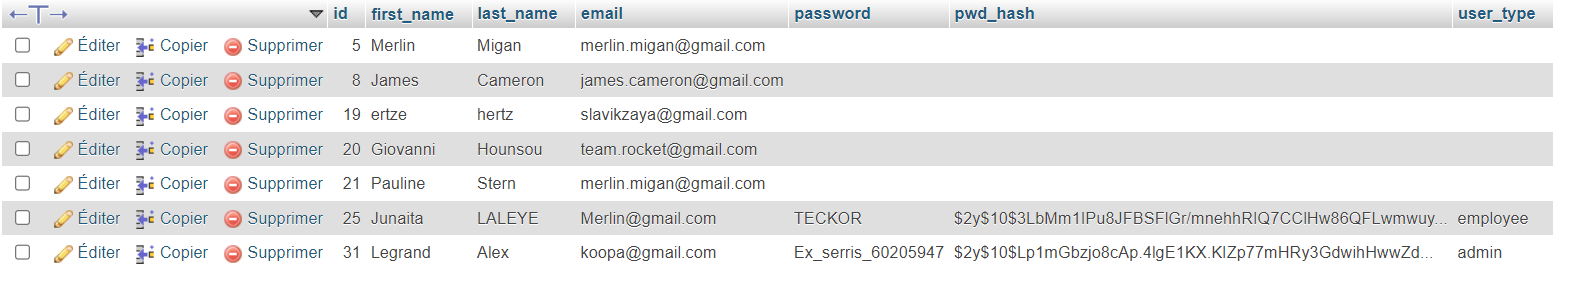 id first_name last_name email password pwd_hash user_type
Éditer Copier Supprimer 5 Merlin Migan merlin.migan@gmail.com
Éditer Copier Supprimer 8 James Cameron james.cameron@gmail.com
Éditer Copier Supprimer 19 ertze hertz slavikzaya@gmail.com
Éditer Copier Supprimer 20 Giovanni Hounsou team.rocket@gmail.com
Éditer Copier Supprimer 21 Pauline Stern merlin.migan@gmail.com
Éditer Copier Supprimer 25 Junaita LALEYE Merlin@gmail.com TECKOR $2y$10$3LbMm1lPu8JFBSFlGr/mnehhRlQ7CClHw86QFLwmwuy... employee
Éditer Copier Supprimer 31 Legrand Alex koopa@gmail.com Ex_serris_60205947 $2y$10$Lp1mGbzjo8cAp.4lgE1KX.KlZp77mHRy3GdwihHwwZd... admin